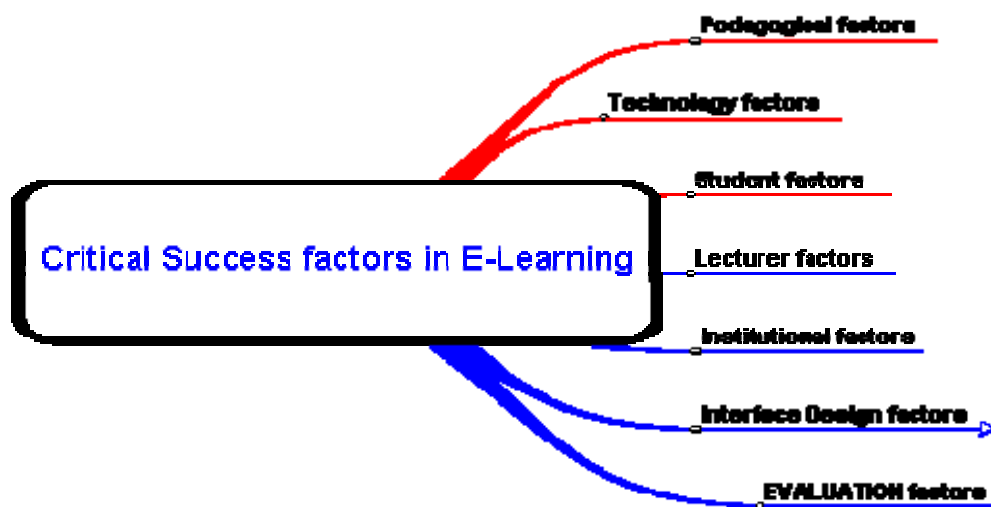 Pedagogical factors
Technology factors
Student factors
Critical Success factors in E-Learning
Lecturer factors
Institutional factors
Interface Design factors
EVALUATION factors